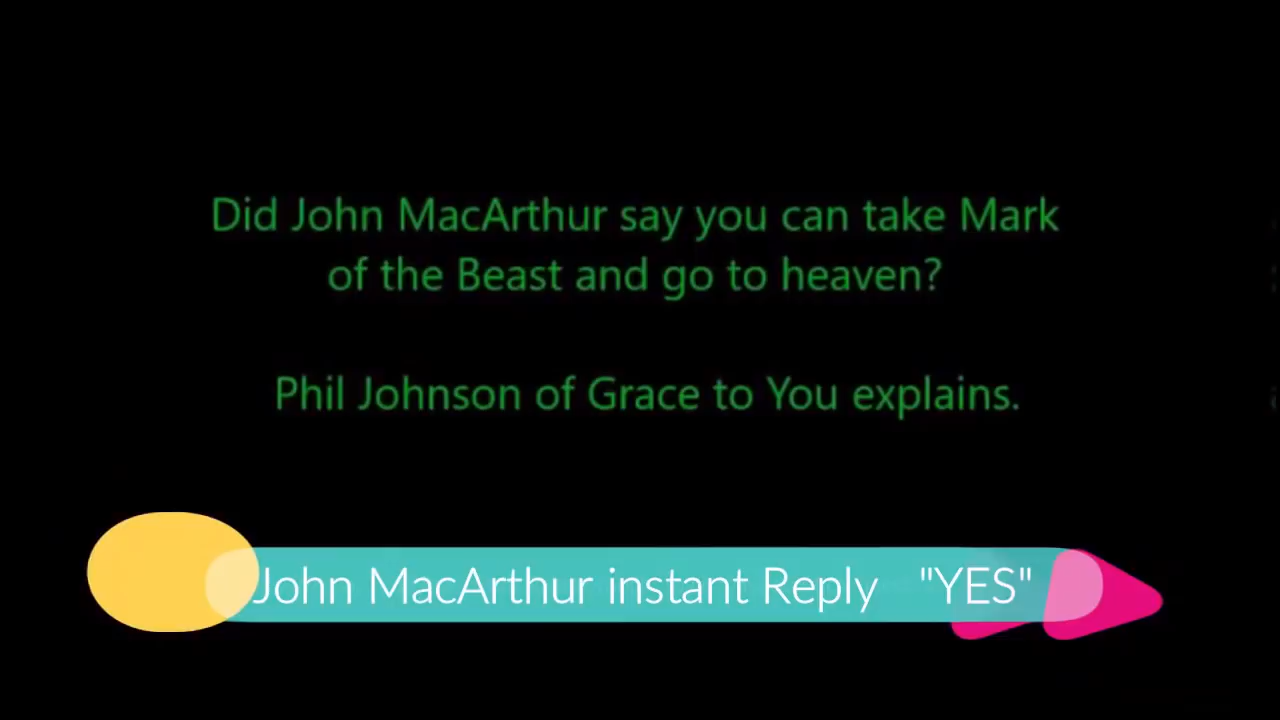 Did John MacArthur say you can take Mark
of the Beast and go to heaven?
Phil Johnson of Grace to You explains.
John MacArthur instant Reply "YES"